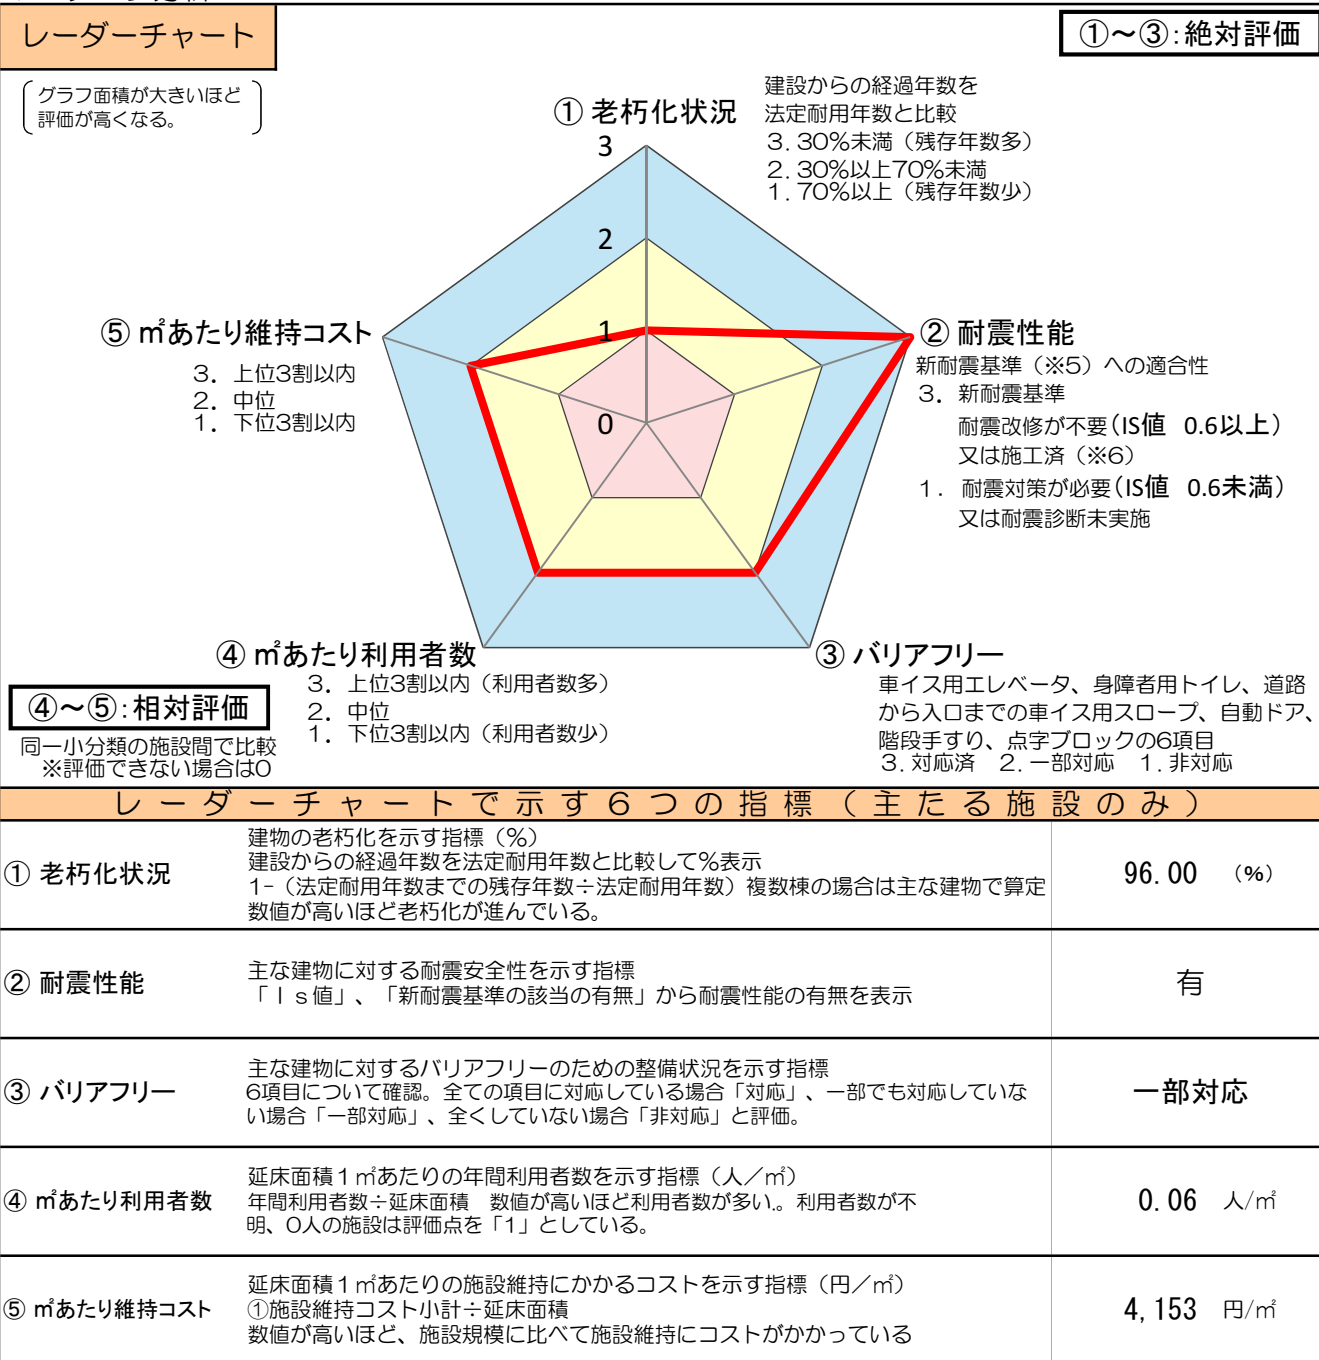 レーダーチャート
①～③:絶対評価
グラフ面積が大きいほど
評価が高くなる。
① 老朽化状況
建設からの経過年数を
法定耐用年数と比較
３．30%未満（残存年数多）
２．30%以上70%未満
１．70%以上（残存年数少）
3
2
1
0
⑤ ㎡あたり維持コスト
３．上位3割以内
２．中位
１．下位3割以内
② 耐震性能
新耐震基準（※5）への適合性
３．新耐震基準
耐震改修が不要(IS値 0.6以上)
又は施工済（※6）
１．耐震対策が必要(IS値 0.6未満)
又は耐震診断未実施
④ ㎡あたり利用者数
３．上位3割以内（利用者数多）
２．中位
１．下位3割以内（利用者数少）
③ バリアフリー
車イス用エレベータ、身障者用トイレ、道路
から入口までの車イス用スロープ、自動ドア、
階段手すり、点字ブロックの6項目
３．対応済 ２．一部対応 １．非対応
④～⑤:相対評価
同一小分類の施設間で比較
※評価できない場合は0
レーダーチャートで示す６つの指標（主たる施設のみ）
① 老朽化状況
建物の老朽化を示す指標（%）
建設からの経過年数を法定耐用年数と比較して%表示
1-（法定耐用年数までの残存年数÷法定耐用年数）複数棟の場合は主な建物で算定
数値が高いほど老朽化が進んでいる。
96.00 (%)
② 耐震性能
主な建物に対する耐震安全性を示す指標
「Ｉｓ値」、「新耐震基準の該当の有無」から耐震性能の有無を表示
有
③ バリアフリー
主な建物に対するバリアフリーのための整備状況を示す指標
6項目について確認。全ての項目に対応している場合「対応」、一部でも対応していな
い場合「一部対応」、全くしていない場合「非対応」と評価。
一部対応
④ ㎡あたり利用者数
延床面積１㎡あたりの年間利用者数を示す指標（人／㎡）
年間利用者数÷延床面積 数値が高いほど利用者数が多い。利用者数が不
明、0人の施設は評価点を「1」としている。
0.06 人/㎡
⑤ ㎡あたり維持コスト
延床面積１㎡あたりの施設維持にかかるコストを示す指標（円／㎡）
①施設維持コスト小計÷延床面積
数値が高いほど、施設規模に比べて施設維持にコストがかかっている
4,153 円/㎡